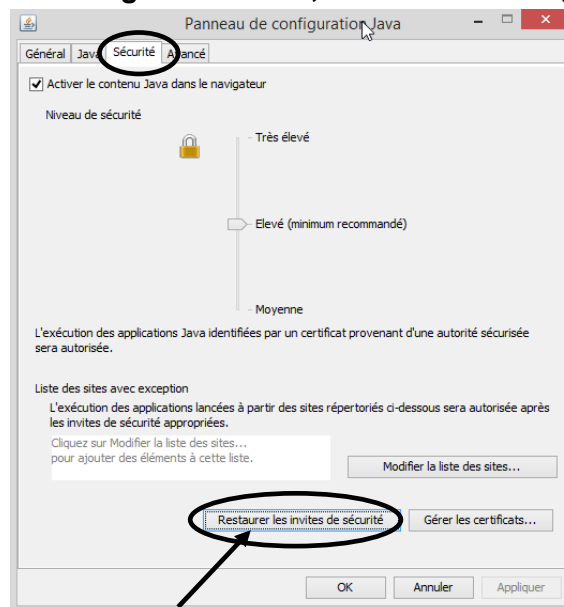 Panneau de configuration Java
Général Java Sécurité Avancé
Activer le contenu Java dans le navigateur
Niveau de sécurité
- Très élevé
- Elevé (minimum recommandé)
- Moyenne
L'exécution des applications Java identifiées par un certificat provenant d'une autorité sécurisée
sera autorisée.
Liste des sites avec exception
L'exécution des applications lancées à partir des sites répertoriés ci-dessous sera autorisée après
les invites de sécurité appropriées.
Cliquez sur Modifier la liste des sites...
pour ajouter des éléments à cette liste.
Modifier la liste des sites...
Restaurer les invites de sécurité Gérer les certificats...
OK Annuler Appliquer